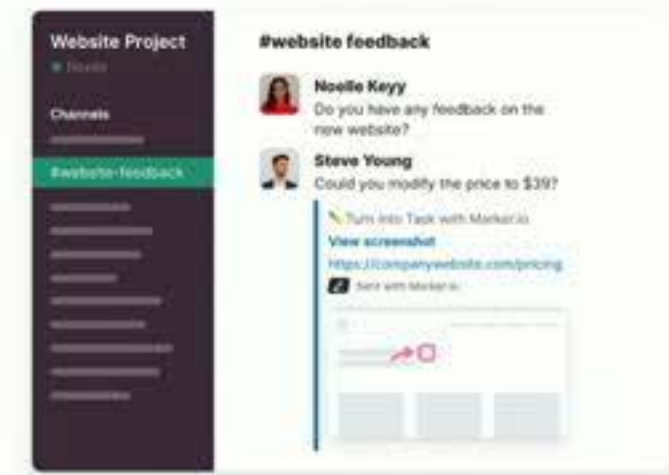 Website Project
Noelle
Channels
#website-feedback
#website feedback
Noelle Keyy
Do you have any feedback on the
new website?
Steve Young
Could you modify the price to $39?
Turn into Task with Marker.io
View screenshot
https://companywebsite.com/pricing
Sent with Marker.io